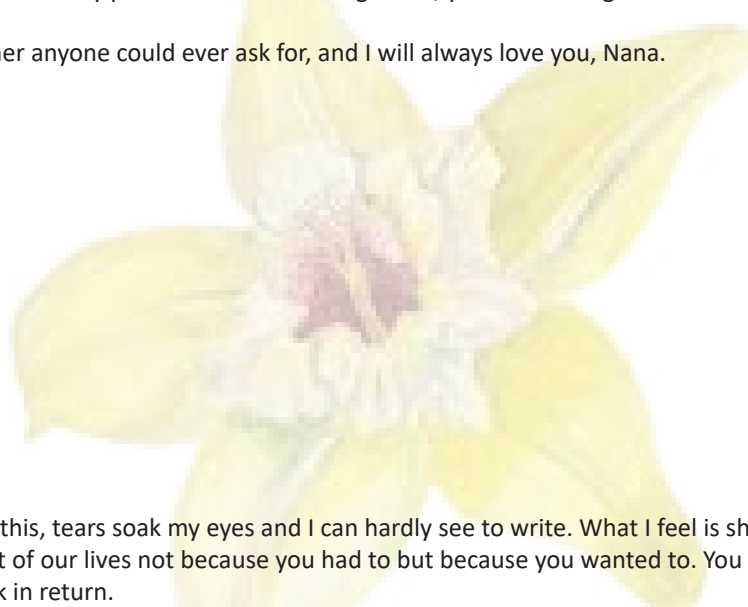 her anyone could ever ask for, and I will always love you, Nana.
this, tears soak my eyes and I can hardly see to write. What I feel is sh
t of our lives not because you had to but because you wanted to. You
k in return.